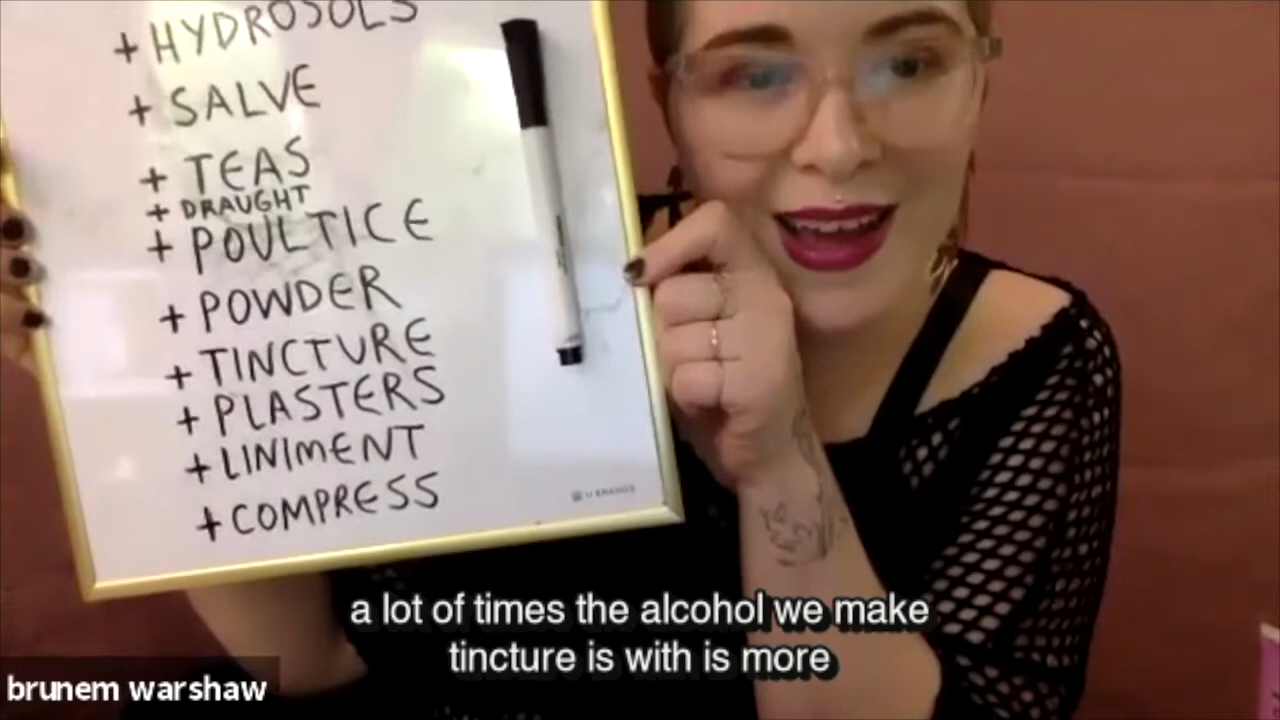 + HYDROSOLS
+ SALVE
+ TEAS
+ DRAUGHT
+ POULTICE
+ POWDER
+ TINCTURE
+ PLASTERS
+ LINIMENT
+ COMPRESS
U BRANDS
a lot of times the alcohol we make
tincture is with is more
brunem warshaw